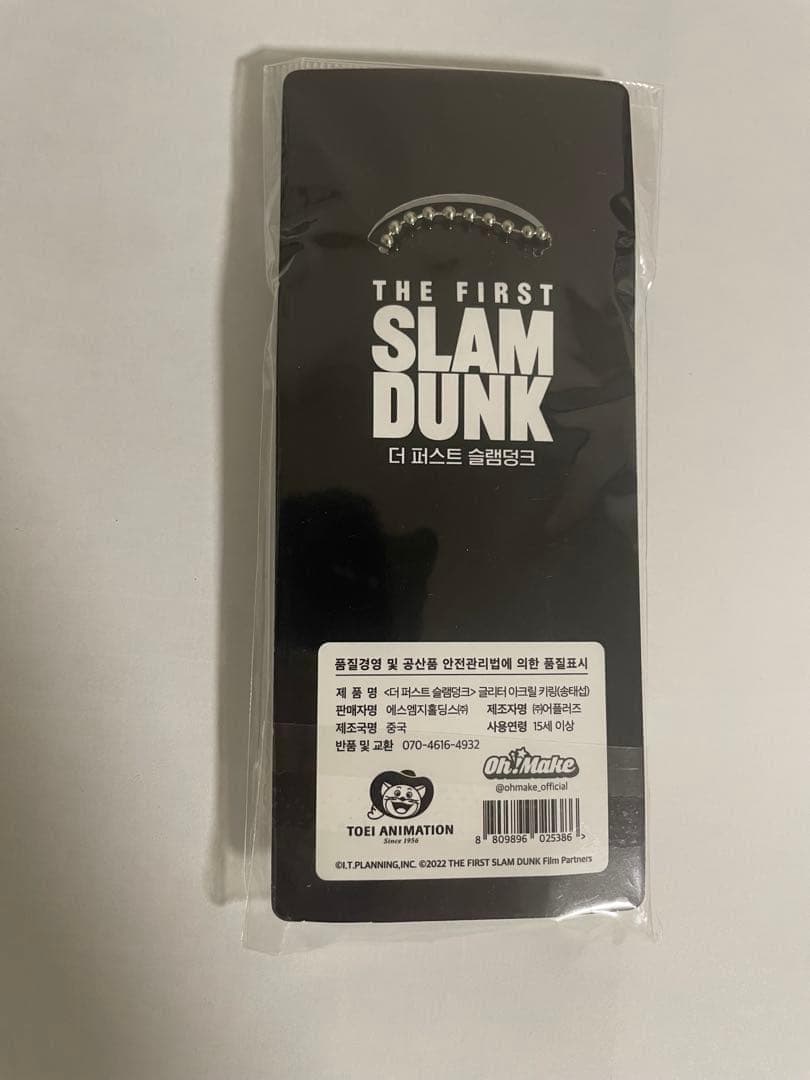 THE FIRST
SLAM
DUNK
더 퍼스트 슬램덩크
품질경영 및 공산품 안전관리법에 의한 품질표시
제 품 명 <더 퍼스트 슬램덩크> 글리터 아크릴 키링(송태섭)
판매자명 에스엠지홀딩스㈜ 제조자명 ㈜어플러즈
제조국명 중국 사용연령 15세 이상
반품 및 교환 070-4616-4932
Oh!Make
@ohmake_official
TOEI ANIMATION
Since 1956
8 809896 025386 >
©I.T.PLANNING,INC. ©2022 THE FIRST SLAM DUNK Film Partners